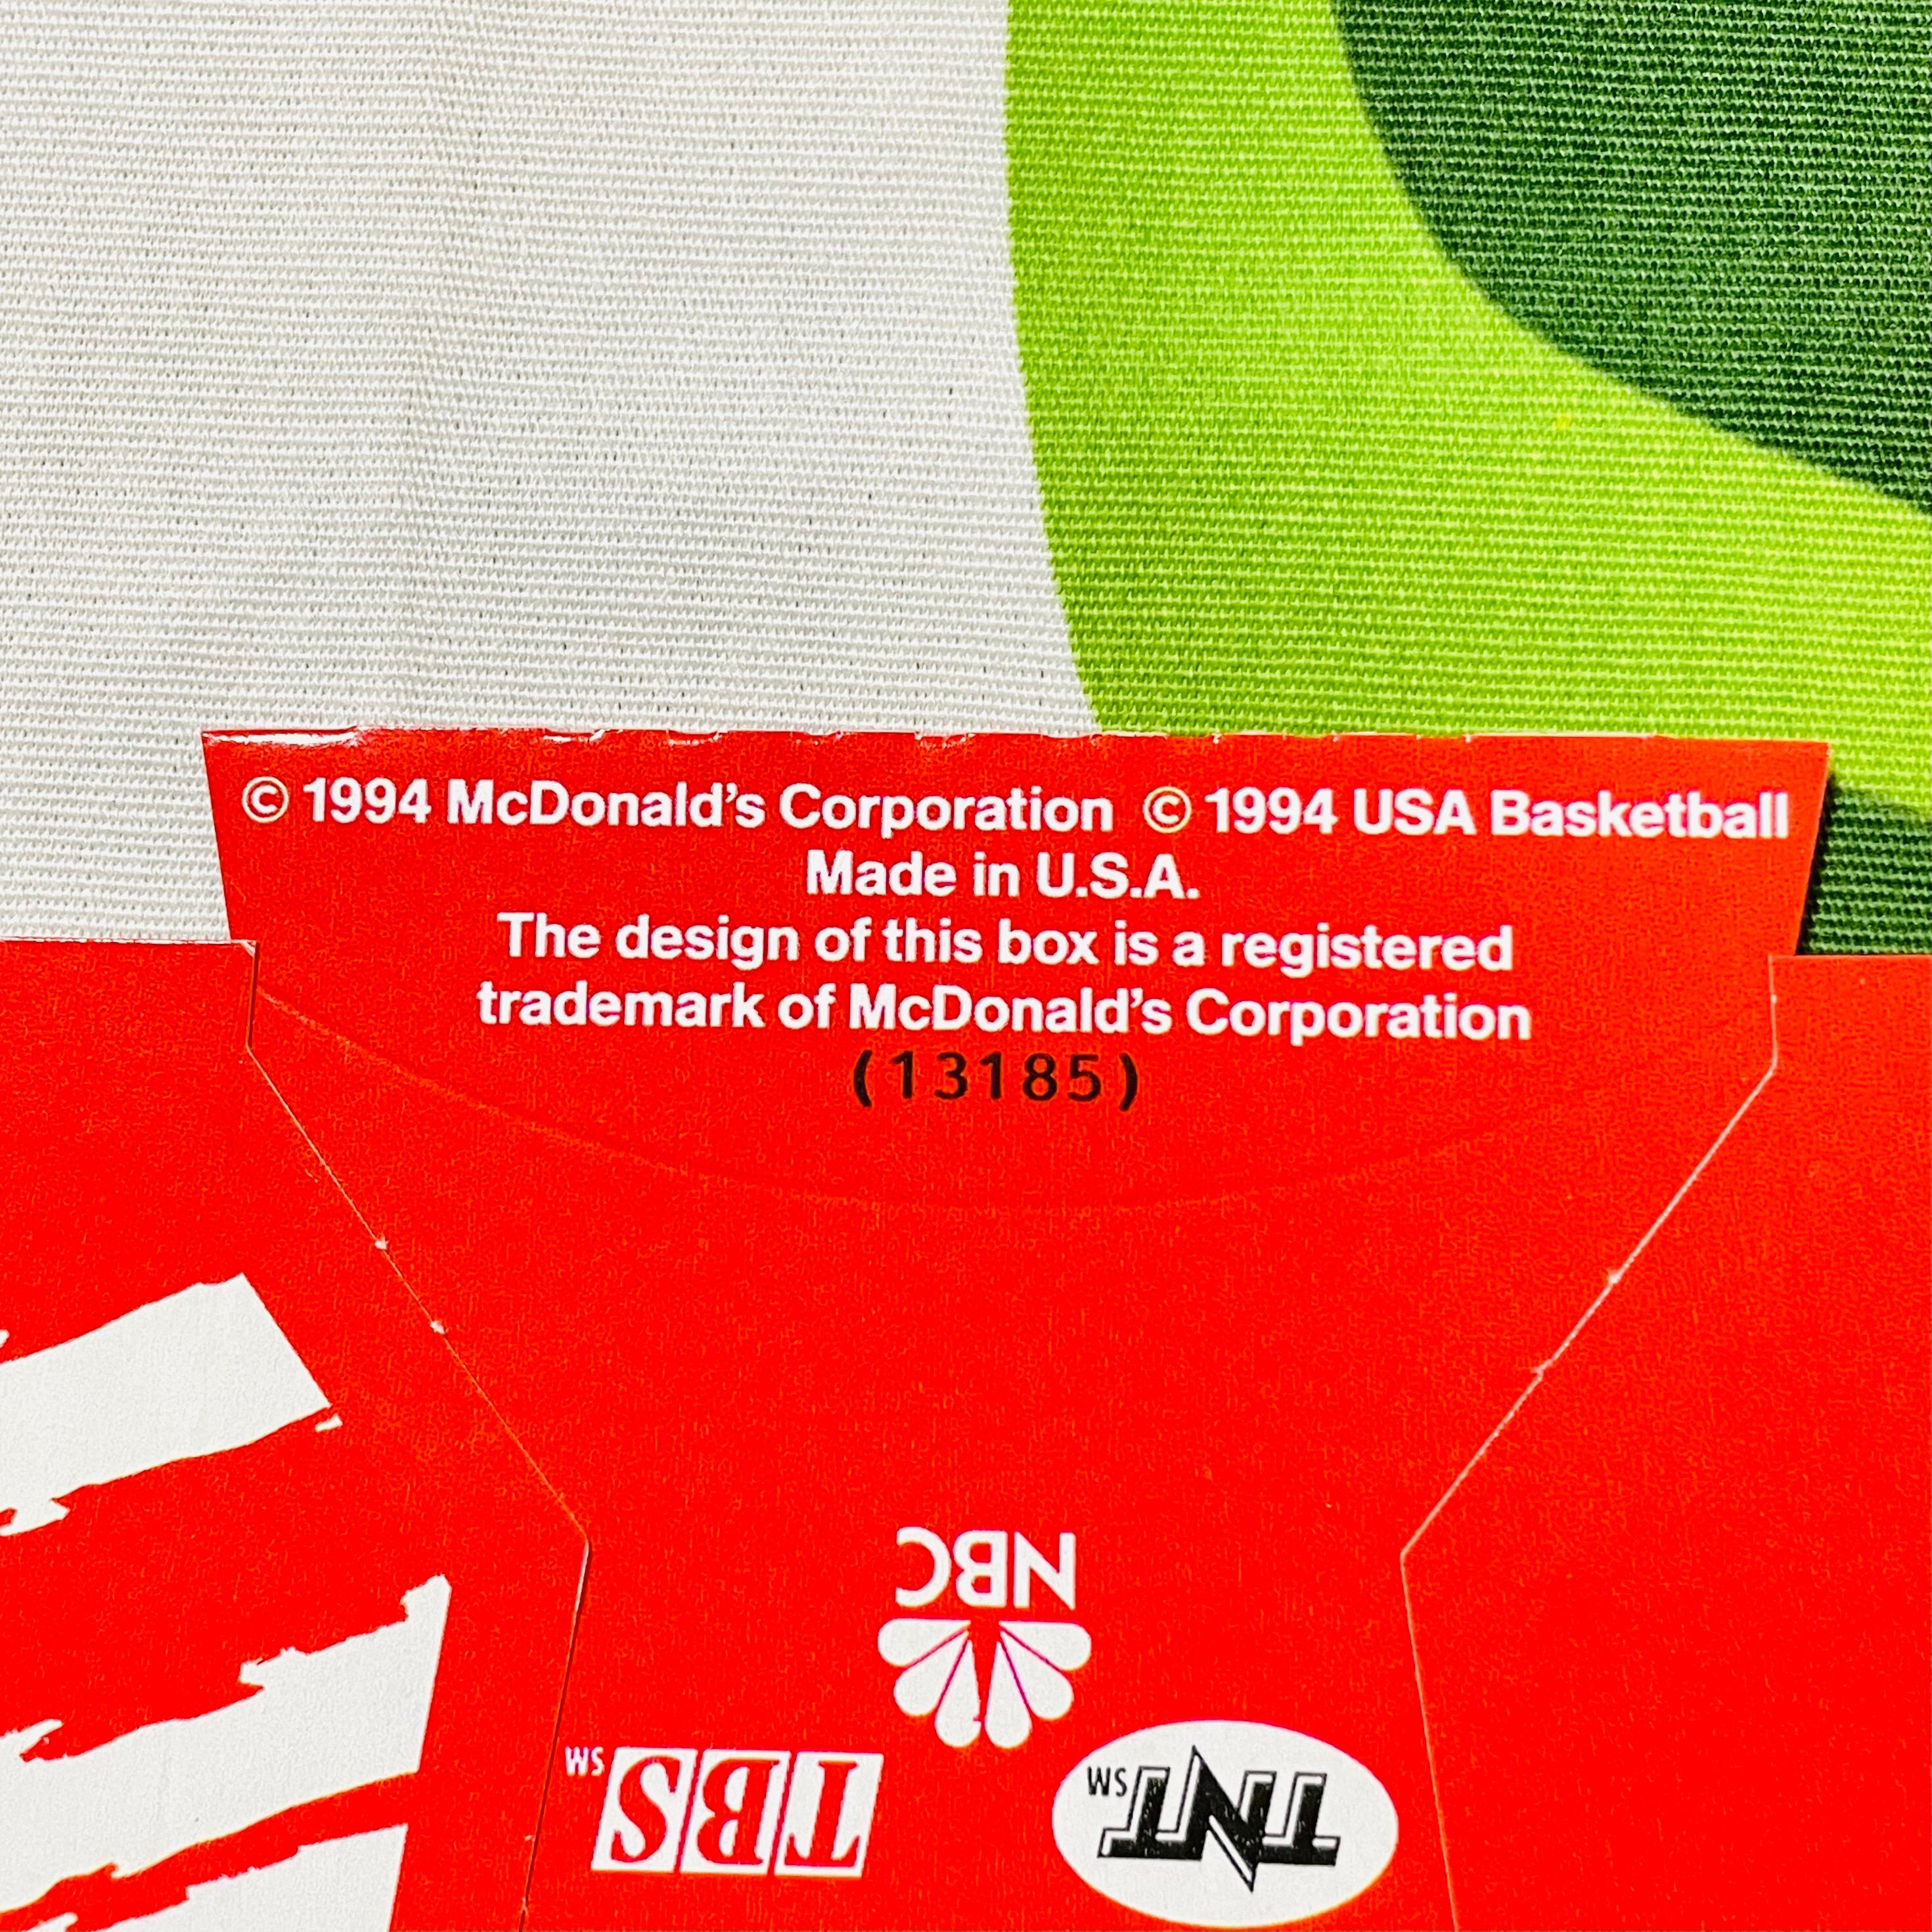 © 1994 McDonald's Corporation © 1994 USA Basketball
Made in U.S.A.
The design of this box is a registered
trademark of McDonald's Corporation
(13185)
NBC
TBS SM
TNT SM